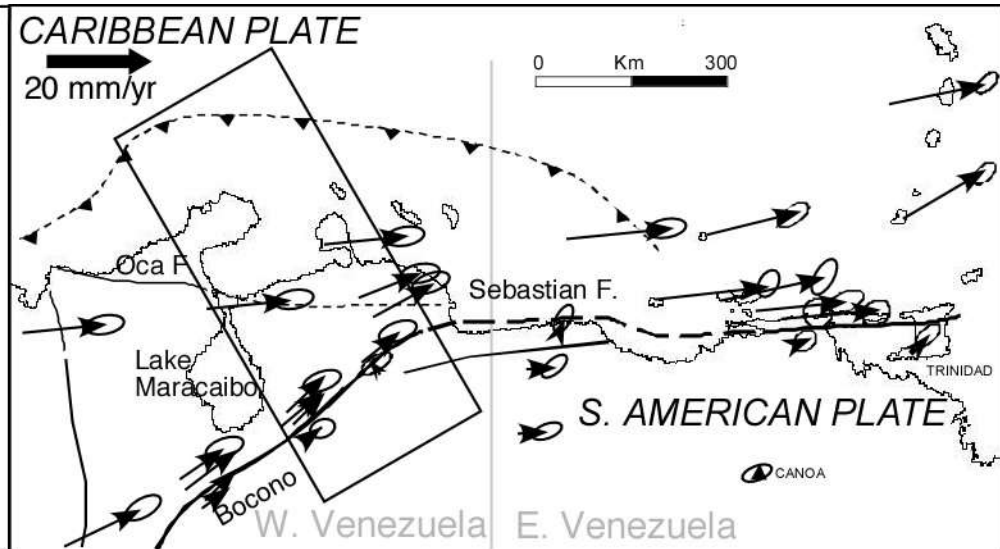 CARIBBEAN PLATE
20 mm/yr
0 Km 300
Oca F.
Sebastian F.
Lake
Maracaibo
TRINIDAD
S. AMERICAN PLATE
CANOA
Bocono
W. Venezuela E. Venezuela